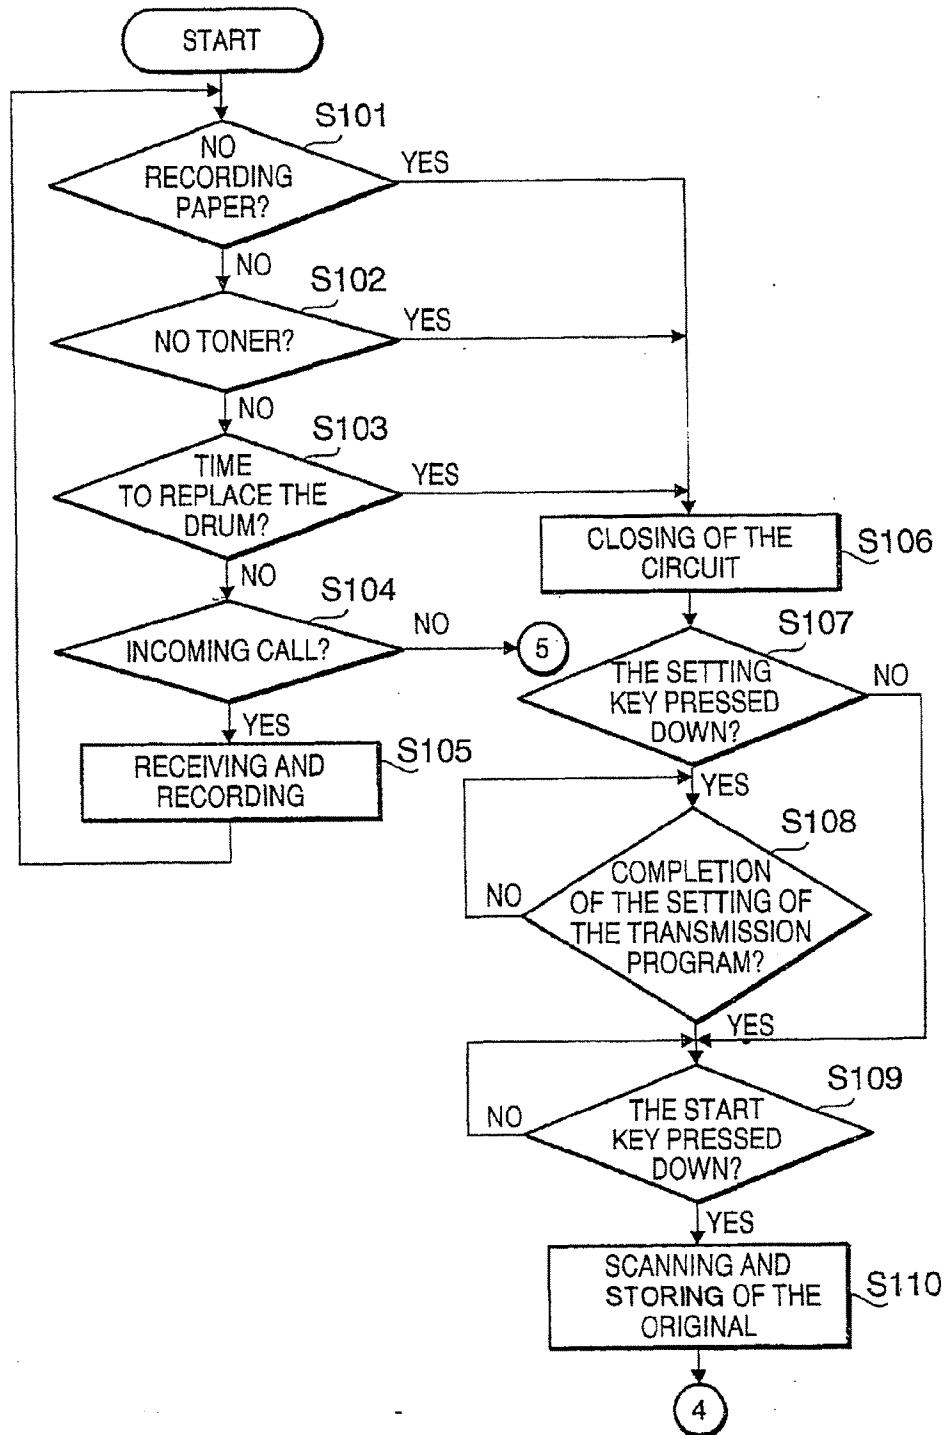 START
S101
NO
RECORDING
PAPER?
YES
NO
S102
NO TONER?
YES
NO
S103
TIME
TO REPLACE THE
DRUM?
YES
NO
S104
INCOMING CALL?
NO
5
YES
RECEIVING AND
RECORDING
S105
CLOSING OF THE
CIRCUIT
S106
S107
THE SETTING
KEY PRESSED
DOWN?
NO
YES
S108
COMPLETION
OF THE SETTING OF
THE TRANSMISSION
PROGRAM?
NO
YES
S109
THE START
KEY PRESSED
DOWN?
NO
YES
SCANNING AND
STORING OF THE
ORIGINAL
S110
4